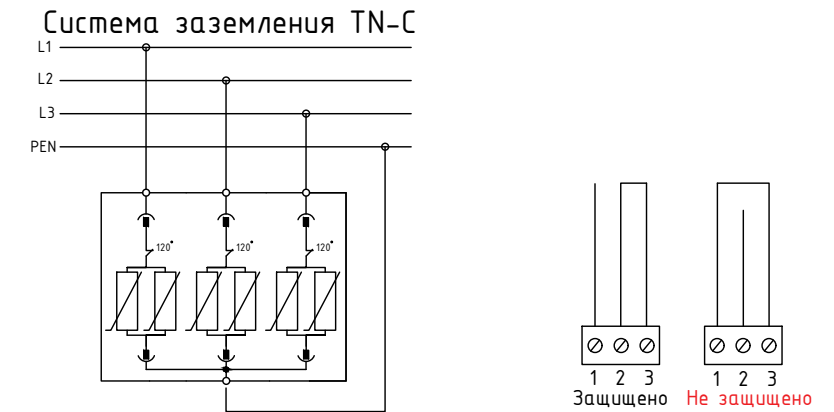 Система заземления TN-C
L1
L2
L3
PEN
120° 120° 120°
1 2 3 1 2 3
Защищено Не защищено